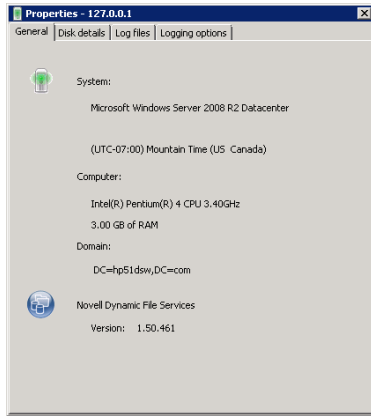 Properties - 127.0.0.1
General Disk details Log files Logging options
System:
Microsoft Windows Server 2008 R2 Datacenter
(UTC-07:00) Mountain Time (US Canada)
Computer:
Intel(R) Pentium(R) 4 CPU 3.40GHz
3.00 GB of RAM
Domain:
DC=hp51dsw,DC=com
Novell Dynamic File Services
Version: 1.50.461